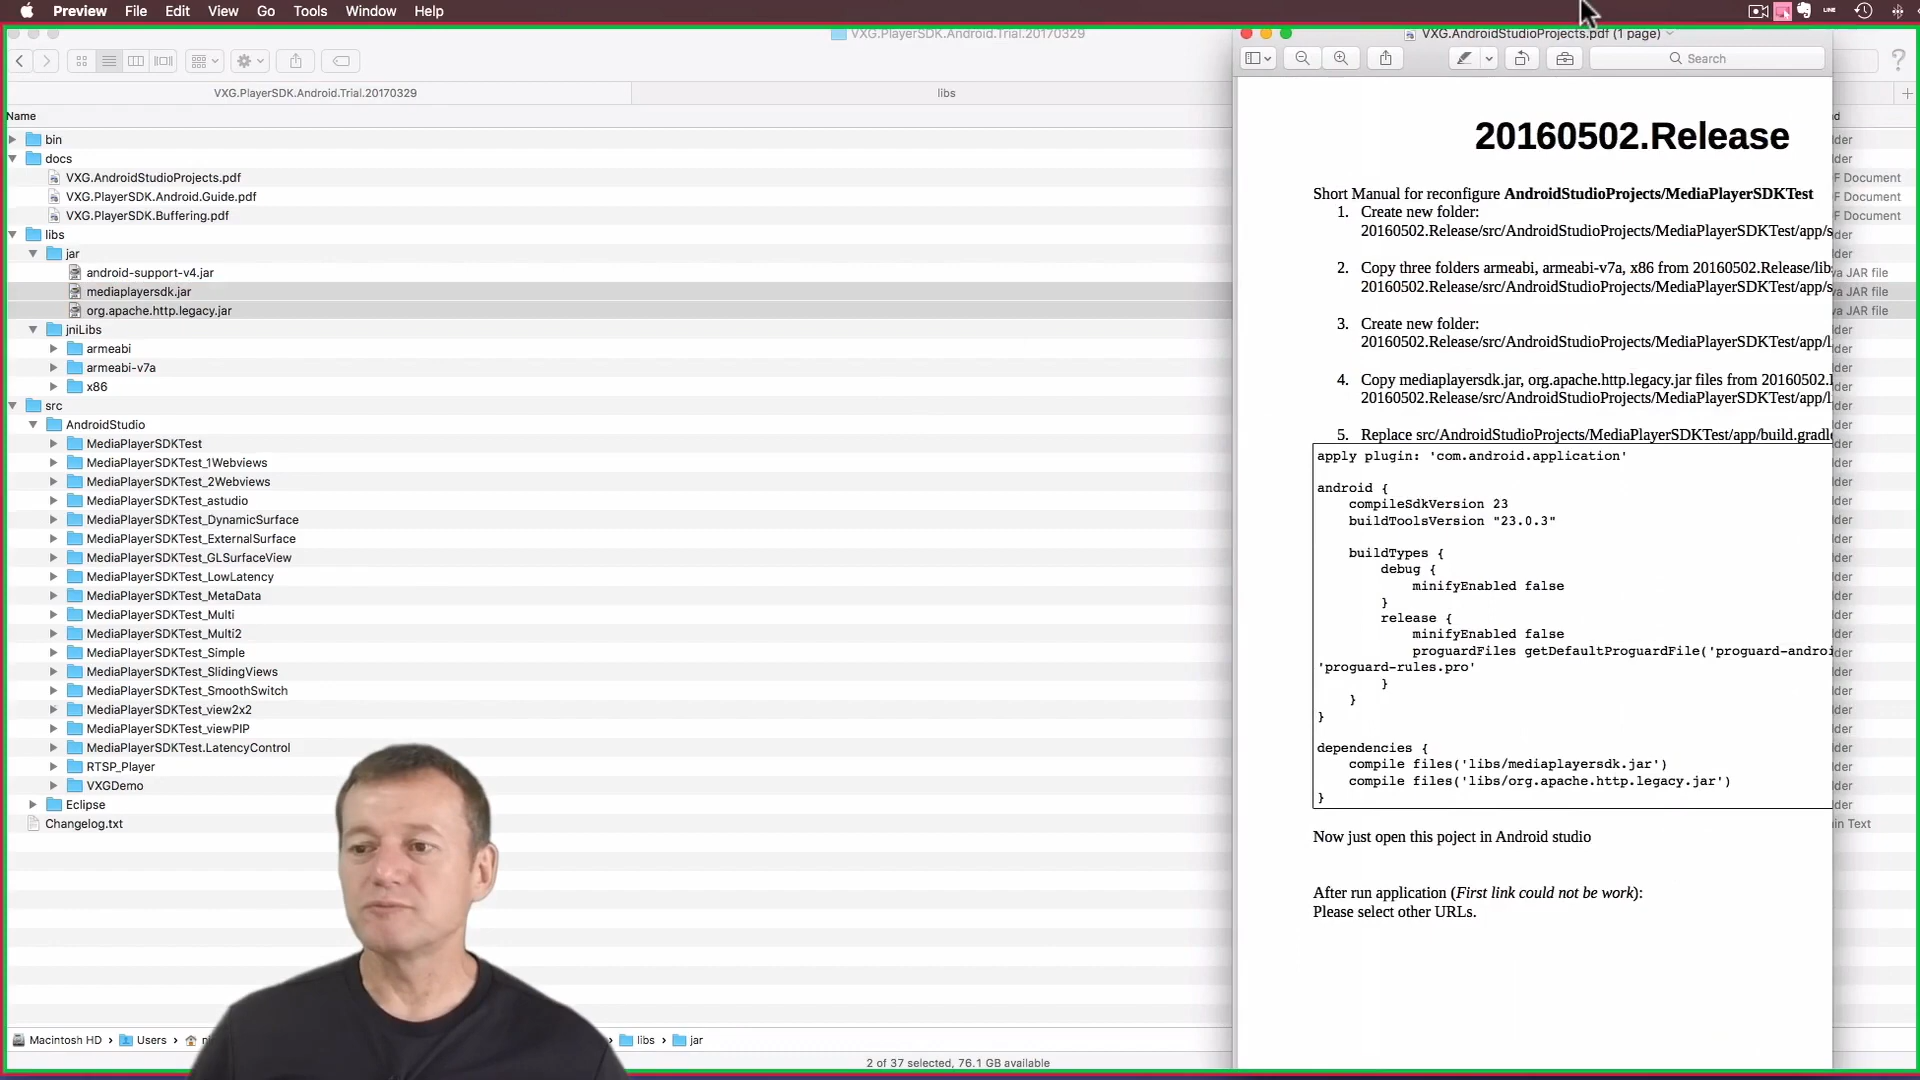 Preview File Edit View Go Tools Window Help
LINE
VXG.PlayerSDK.Android.Trial.20170329
VXG.PlayerSDK.Android.Trial.20170329
libs
Name
bin
docs
VXG.AndroidStudioProjects.pdf
VXG.PlayerSDK.Android.Guide.pdf
VXG.PlayerSDK.Buffering.pdf
libs
jar
android-support-v4.jar
mediaplayersdk.jar
org.apache.http.legacy.jar
jniLibs
armeabi
armeabi-v7a
x86
src
AndroidStudio
MediaPlayerSDKTest
MediaPlayerSDKTest_1Webviews
MediaPlayerSDKTest_2Webviews
MediaPlayerSDKTest_astudio
MediaPlayerSDKTest_DynamicSurface
MediaPlayerSDKTest_ExternalSurface
MediaPlayerSDKTest_GLSurfaceView
MediaPlayerSDKTest_LowLatency
MediaPlayerSDKTest_MetaData
MediaPlayerSDKTest_Multi
MediaPlayerSDKTest_Multi2
MediaPlayerSDKTest_Simple
MediaPlayerSDKTest_SlidingViews
MediaPlayerSDKTest_SmoothSwitch
MediaPlayerSDKTest_view2x2
MediaPlayerSDKTest_viewPIP
MediaPlayerSDKTest.LatencyControl
RTSP_Player
VXGDemo
Eclipse
Changelog.txt
Macintosh HD › Users ›
› libs › jar
2 of 37 selected, 76.1 GB available
VXG.AndroidStudioProjects.pdf (1 page)
Search
20160502.Release
Short Manual for reconfigure AndroidStudioProjects/MediaPlayerSDKTest
1. Create new folder:
20160502.Release/src/AndroidStudioProjects/MediaPlayerSDKTest/app/s
2. Copy three folders armeabi, armeabi-v7a, x86 from 20160502.Release/lib
20160502.Release/src/AndroidStudioProjects/MediaPlayerSDKTest/app/s
3. Create new folder:
20160502.Release/src/AndroidStudioProjects/MediaPlayerSDKTest/app/l
4. Copy mediaplayersdk.jar, org.apache.http.legacy.jar files from 20160502.
20160502.Release/src/AndroidStudioProjects/MediaPlayerSDKTest/app/l
5. Replace src/AndroidStudioProjects/MediaPlayerSDKTest/app/build.gradl
apply plugin: 'com.android.application'
android {
compileSdkVersion 23
buildToolsVersion "23.0.3"
buildTypes {
debug {
minifyEnabled false
}
release {
minifyEnabled false
proguardFiles getDefaultProguardFile('proguard-androi
'proguard-rules.pro'
}
}
}
dependencies {
compile files('libs/mediaplayersdk.jar')
compile files('libs/org.apache.http.legacy.jar')
}
Now just open this poject in Android studio
After run application (First link could not be work):
Please select other URLs.